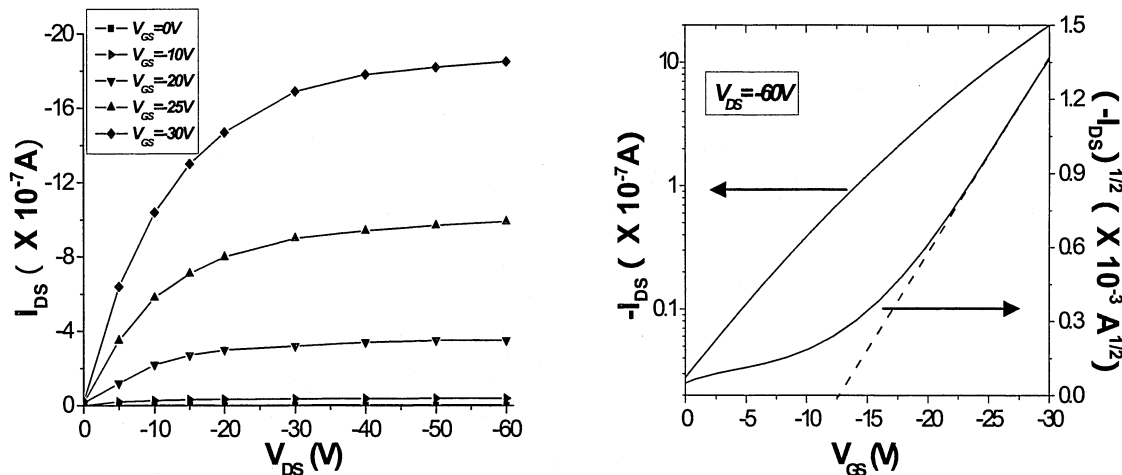 V_GS=0V
V_GS=-10V
V_GS=-20V
V_GS=-25V
V_GS=-30V
-20
-16
-12
-8
-4
0
I_DS ( X 10^-7 A)
0 -10 -20 -30 -40 -50 -60
V_DS (V)
V_DS=-60V
10
1
0.1
-I_DS ( X 10^-7 A)
1.5
1.2
0.9
0.6
0.3
0.0
(-I_DS)^1/2 ( X 10^-3 A^1/2)
0 -5 -10 -15 -20 -25 -30
V_GS (V)